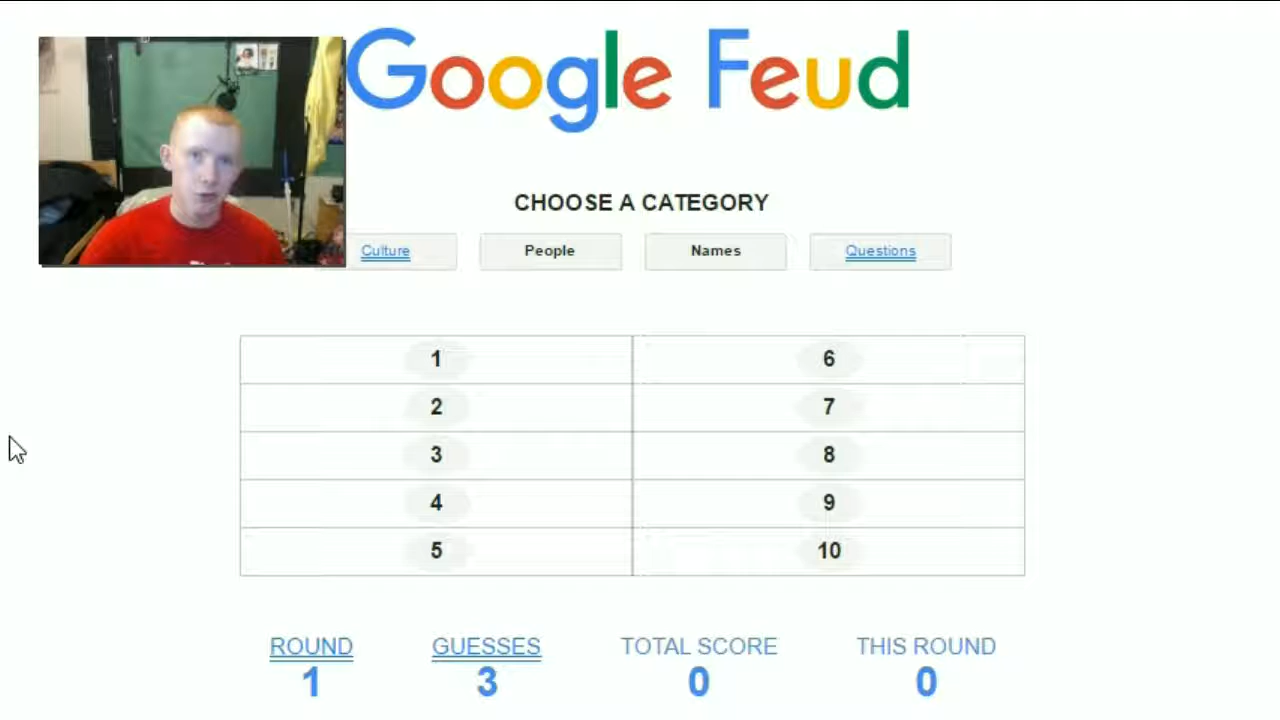 Google Feud
CHOOSE A CATEGORY
Culture People Names Questions
1 6
2 7
3 8
4 9
5 10
ROUND GUESSES TOTAL SCORE THIS ROUND
1 3 0 0